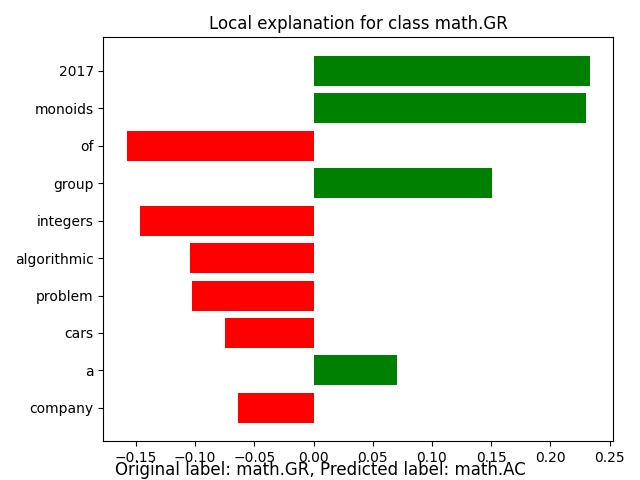 Local explanation for class math.GR
2017
monoids
of
group
integers
algorithmic
problem
cars
a
company
−0.15 −0.10 −0.05 0.00 0.05 0.10 0.15 0.20 0.25
Original label: math.GR, Predicted label: math.AC